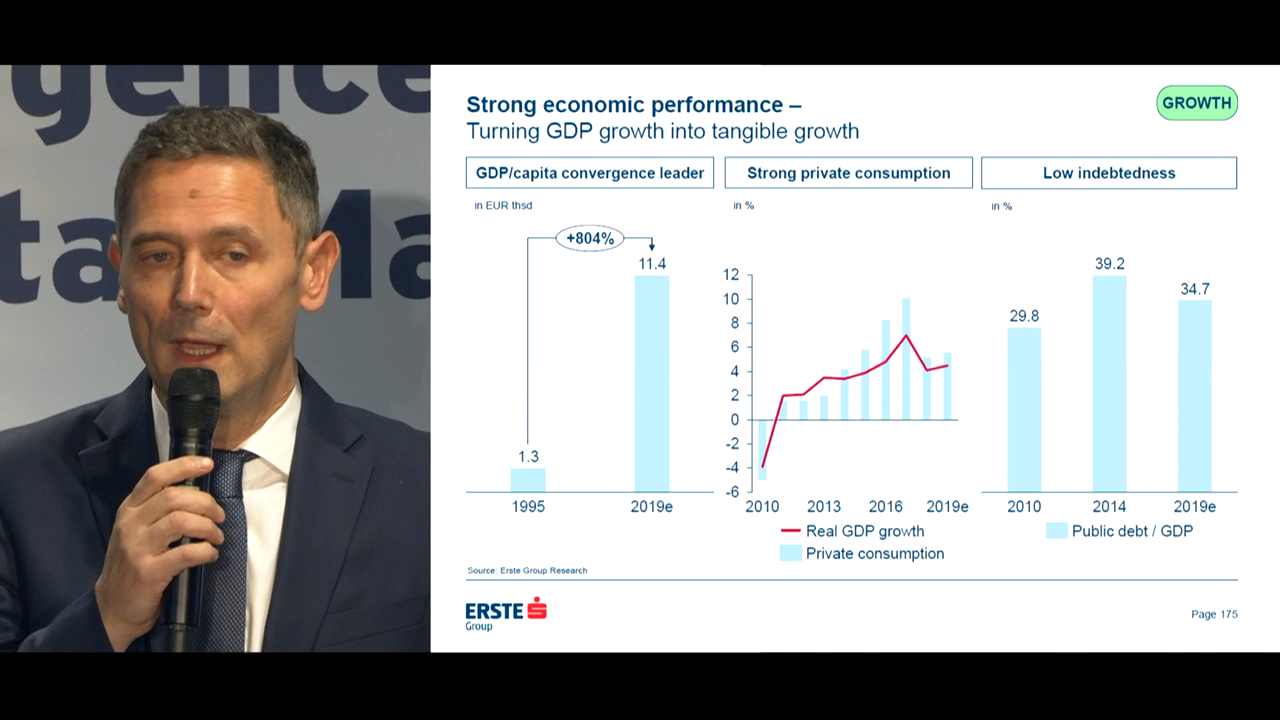 gence
ta Ma
Strong economic performance –
Turning GDP growth into tangible growth
GROWTH
GDP/capita convergence leader
in EUR thsd
+804%
11.4
1.3
1995 2019e
Strong private consumption
in %
12
10
8
6
4
2
0
-2
-4
-6
2010 2013 2016 2019e
Real GDP growth
Private consumption
Low indebtedness
in %
29.8
39.2
34.7
2010 2014 2019e
Public debt / GDP
Source: Erste Group Research
ERSTE
Group
Page 175